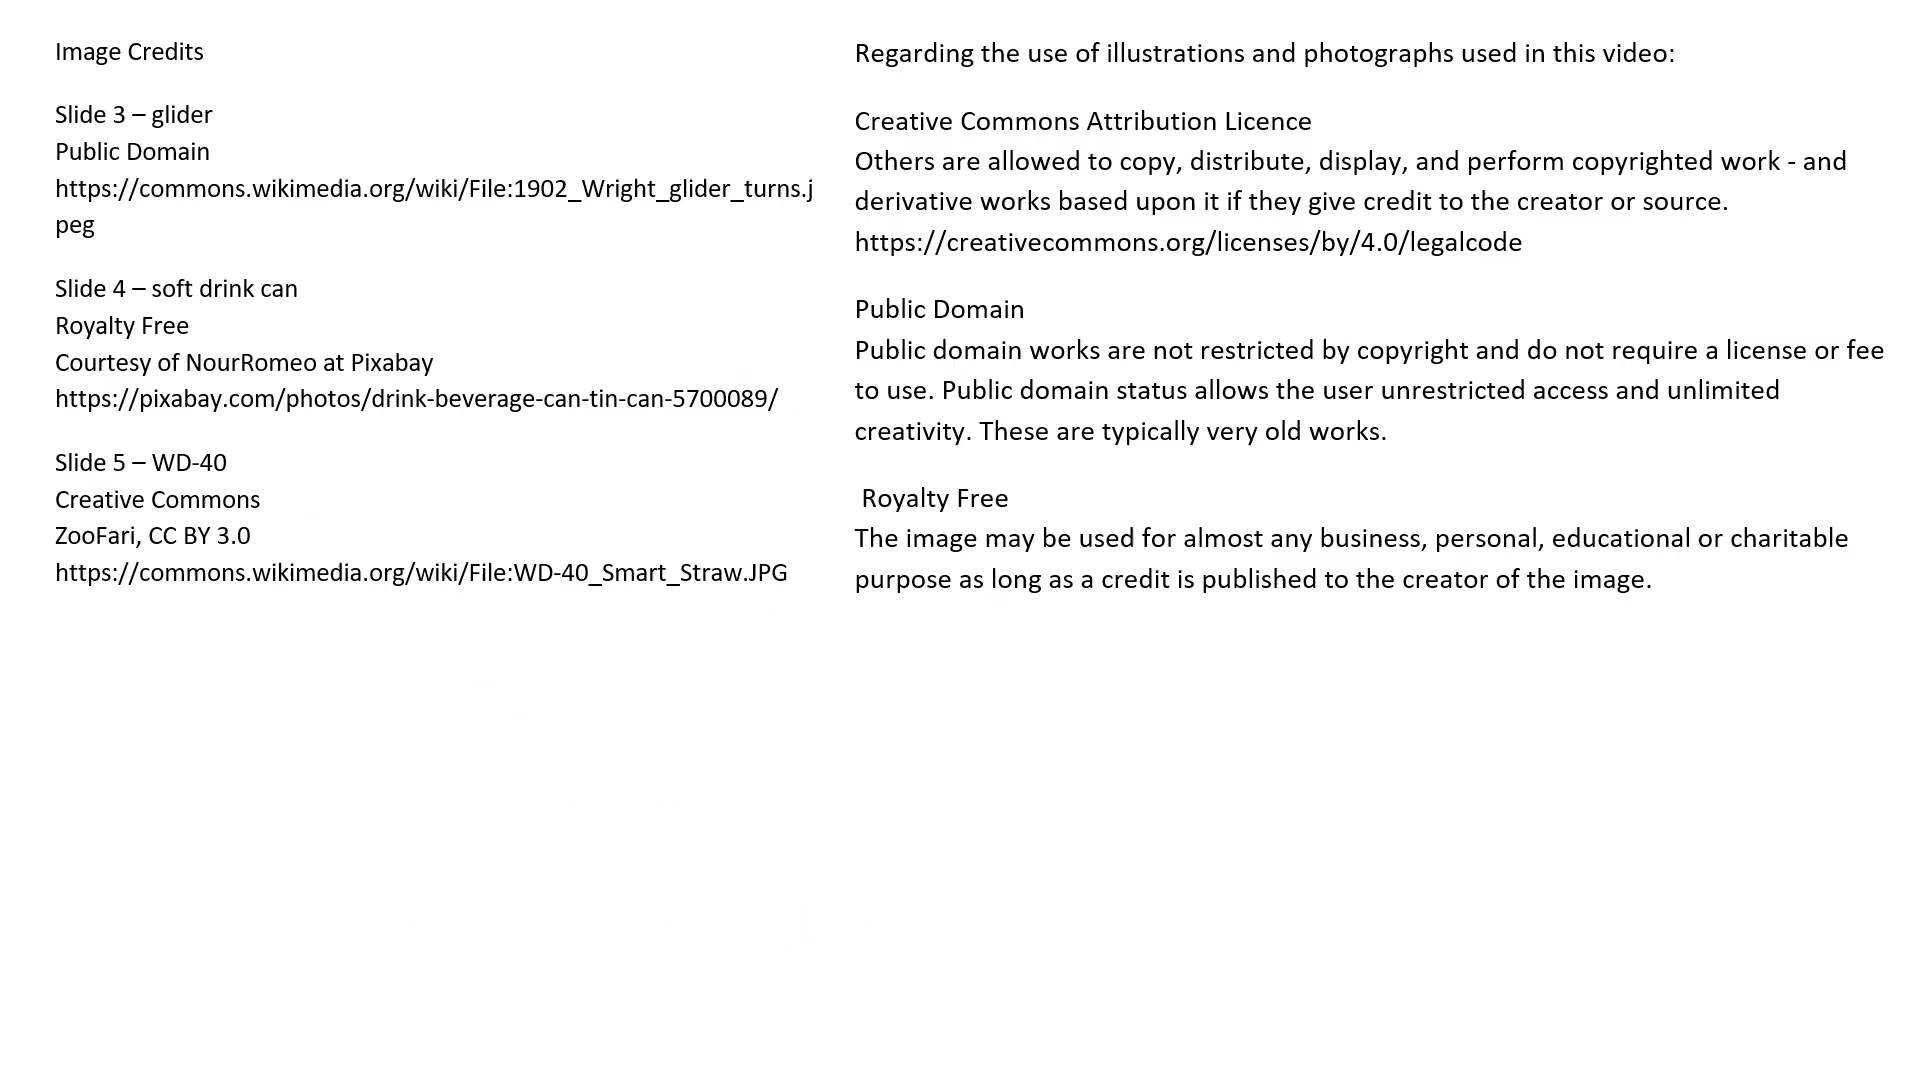 Image Credits
Slide 3 – glider
Public Domain
https://commons.wikimedia.org/wiki/File:1902_Wright_glider_turns.j
peg
Slide 4 – soft drink can
Royalty Free
Courtesy of NourRomeo at Pixabay
https://pixabay.com/photos/drink-beverage-can-tin-can-5700089/
Slide 5 – WD-40
Creative Commons
ZooFari, CC BY 3.0
https://commons.wikimedia.org/wiki/File:WD-40_Smart_Straw.JPG
Regarding the use of illustrations and photographs used in this video:
Creative Commons Attribution Licence
Others are allowed to copy, distribute, display, and perform copyrighted work - and
derivative works based upon it if they give credit to the creator or source.
https://creativecommons.org/licenses/by/4.0/legalcode
Public Domain
Public domain works are not restricted by copyright and do not require a license or fee
to use. Public domain status allows the user unrestricted access and unlimited
creativity. These are typically very old works.
Royalty Free
The image may be used for almost any business, personal, educational or charitable
purpose as long as a credit is published to the creator of the image.